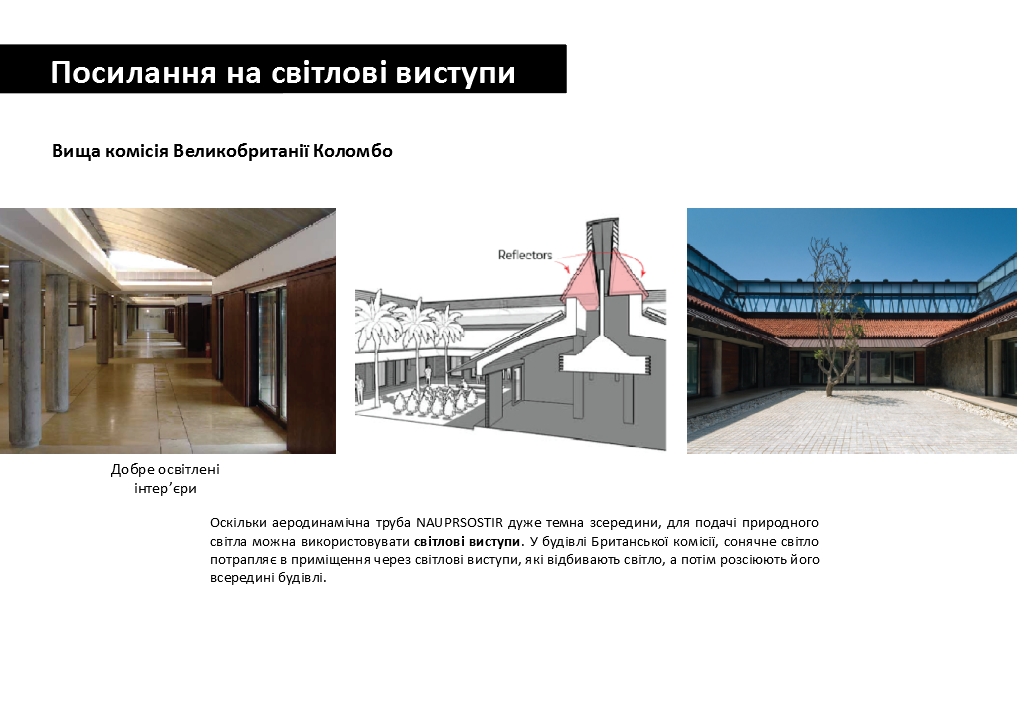 Посилання на світлові виступи
Вища комісія Великобританії Коломбо
Reflectors
Добре освітлені
інтер’єри
Оскільки аеродинамічна труба NAUPRSOSTIR дуже темна зсередини, для подачі природного
світла можна використовувати світлові виступи. У будівлі Британської комісії, сонячне світло
потрапляє в приміщення через світлові виступи, які відбивають світло, а потім розсіюють його
всередині будівлі.